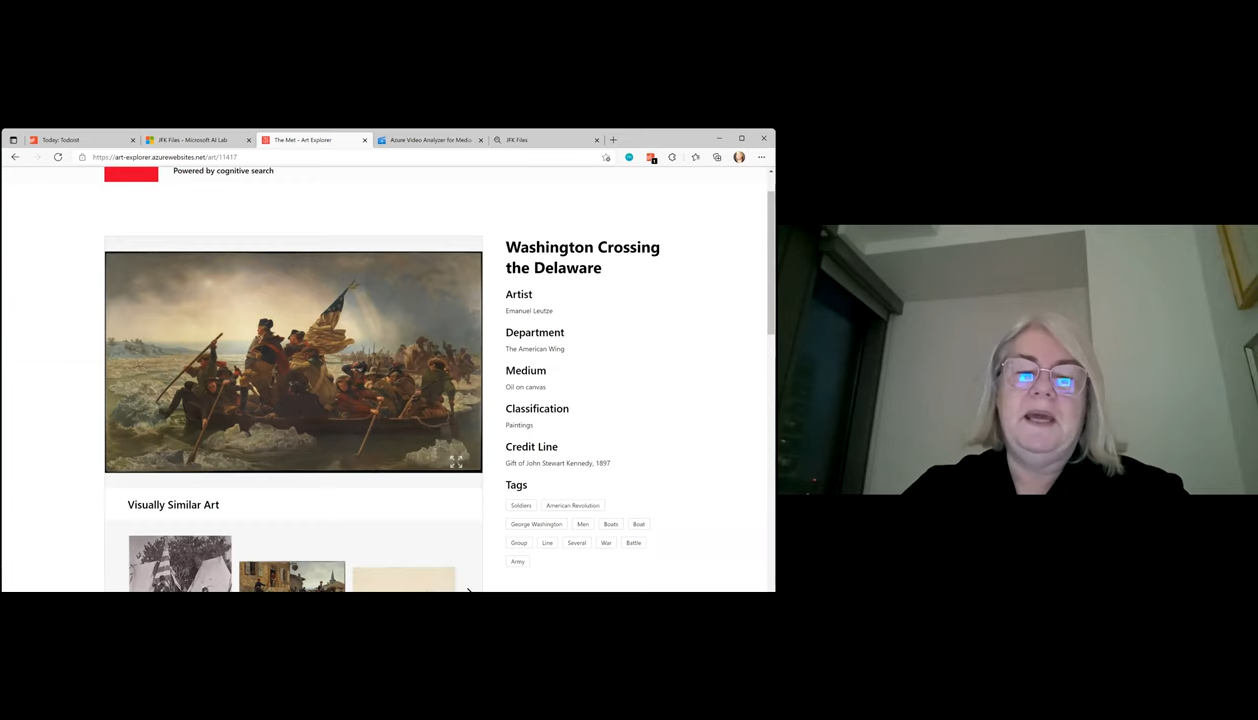 Today: Todoist
JFK Files - Microsoft AI Lab
The Met - Art Explorer
Azure Video Analyzer for Media
JFK Files
https://art-explorer.azurewebsites.net/art/11417
Powered by cognitive search
Washington Crossing
the Delaware
Artist
Emanuel Leutze
Department
The American Wing
Medium
Oil on canvas
Classification
Paintings
Credit Line
Gift of John Stewart Kennedy, 1897
Tags
Soldiers American Revolution
George Washington Men Boats Boat
Group Line Several War Battle
Army
Visually Similar Art